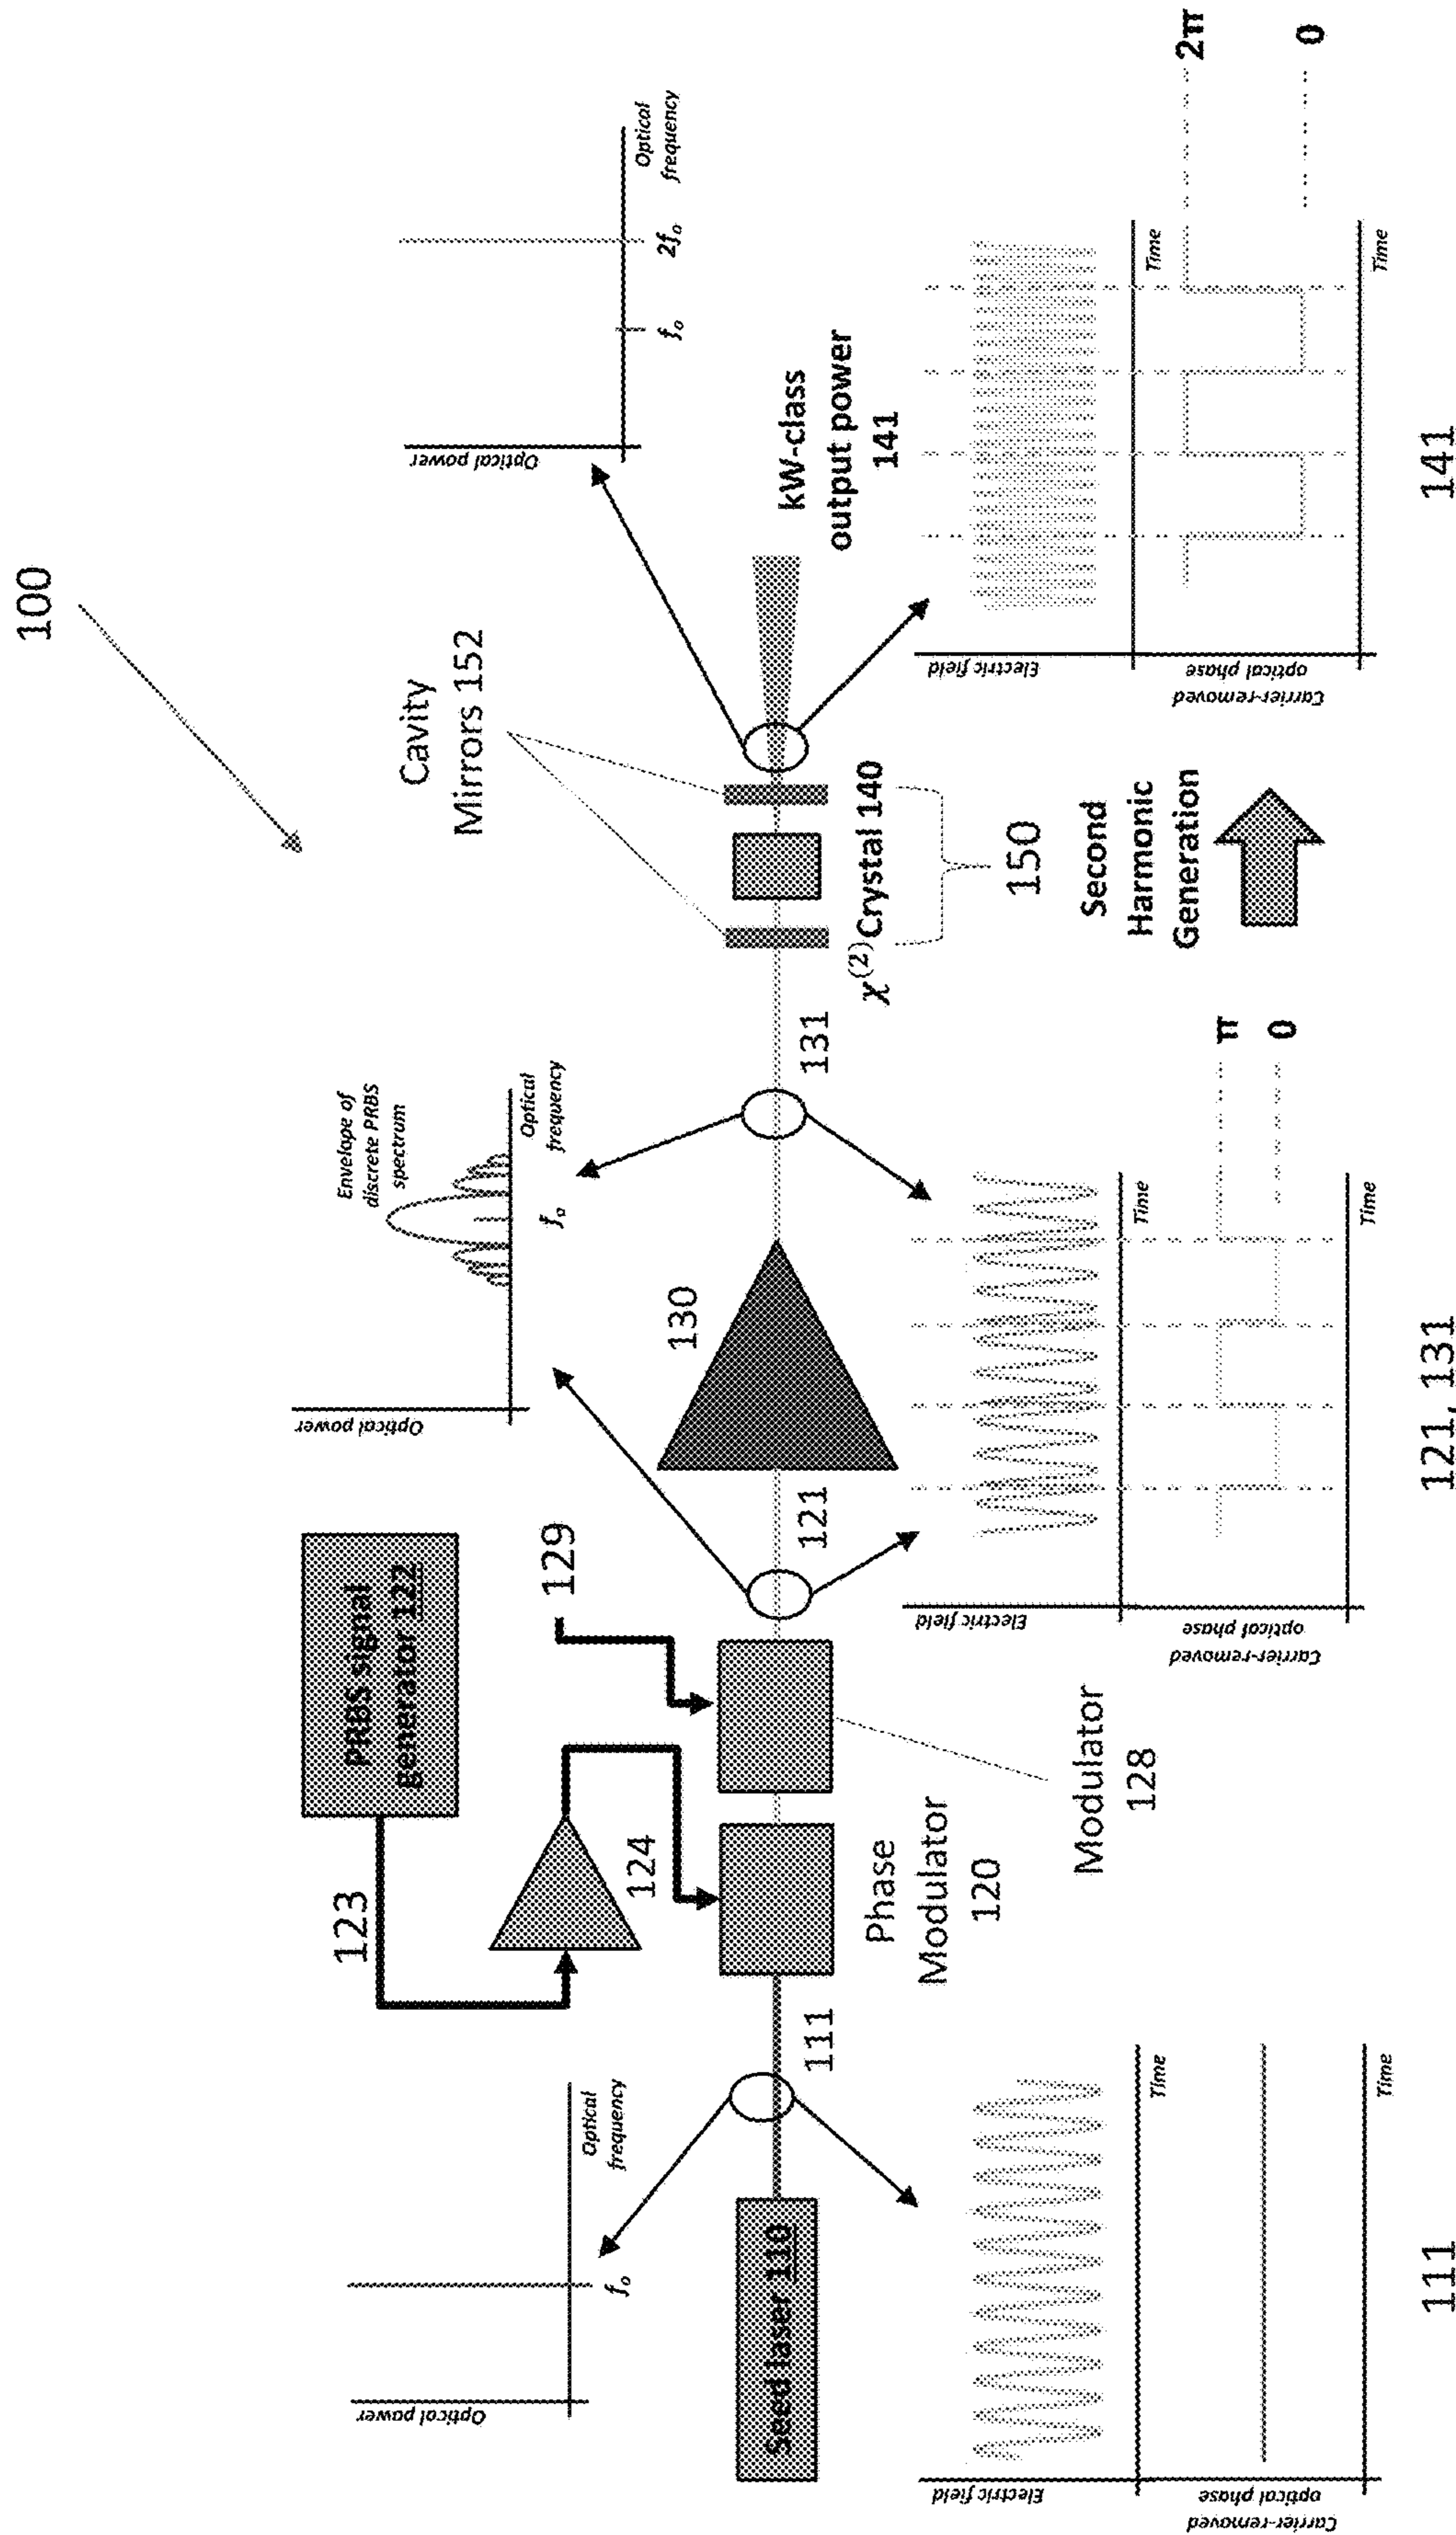 100
Optical power
Optical
frequency
fₒ
PRBS signal
generator 122
123
124
129
Optical power
Envelope of
discrete PRBS
spectrum
Optical
frequency
fₒ
Cavity
Mirrors 152
Optical power
Optical
frequency
fₒ
2fₒ
Seed laser 110
111
Phase
Modulator
120
Modulator
128
121
130
131
χ⁽²⁾Crystal 140
150
Second
Harmonic
Generation
kW-class
output power
141
Electric field
Time
Carrier-removed
optical phase
Time
111
Electric field
Time
Carrier-removed
optical phase
π
0
Time
121, 131
Electric field
Time
Carrier-removed
optical phase
2π
0
Time
141